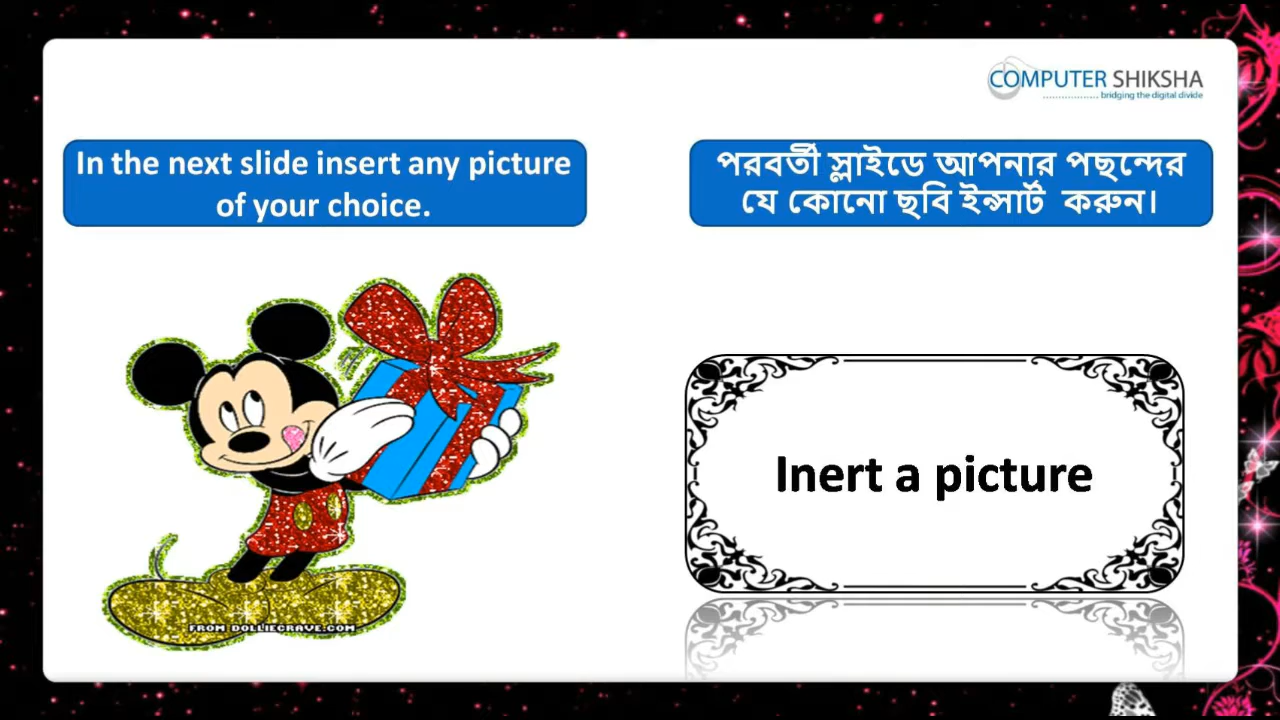 COMPUTER SHIKSHA
bridging the digital divide
In the next slide insert any picture
of your choice.
পরবর্তী স্লাইডে আপনার পছন্দের
যে কোনো ছবি ইন্সার্ট করুন।
Inert a picture
FROM DOLLIECRAVE.COM